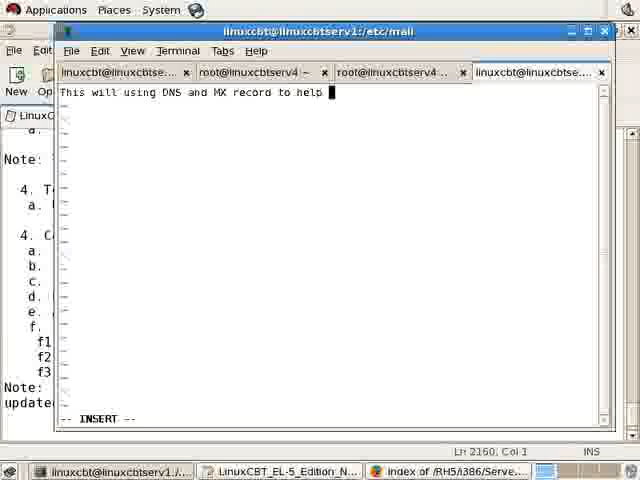 Applications Places System
linuxcbt@linuxcbtserv1:/etc/mail
File Edit View Terminal Tabs Help
File
linuxcbt@linuxcbtse... root@linuxcbtserv4 ~ root@linuxcbtserv4 ... linuxcbt@linuxcbtse...
New
This will using DNS and MX record to help
a.
Note:
4.
a.
4.
a.
b.
c.
d.
e.
f.
f1
f2
f3
Note:
update
-- INSERT --
Ln 2160, Col 1 INS
linuxcbt@linuxcbtserv1:/... LinuxCBT_EL-5_Edition_N... Index of /RH5/i386/Serve...